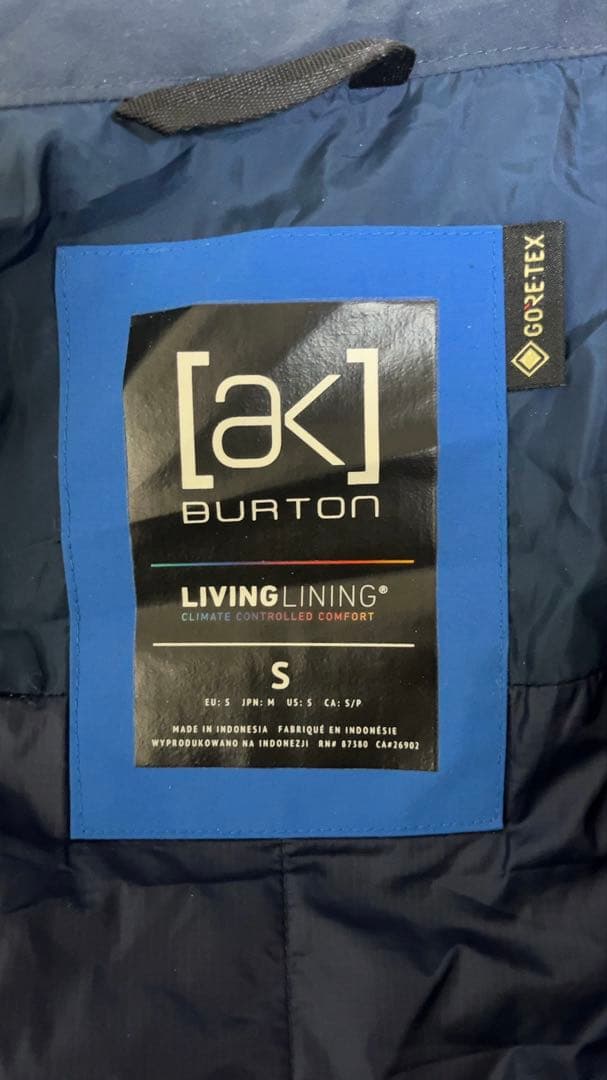 GORE-TEX
[ak]
BURTON
LIVINGLINING®
CLIMATE CONTROLLED COMFORT
S
EU: S JPN: M US: S CA: S/P
MADE IN INDONESIA FABRIQUÉ EN INDONÉSIE
WYPRODUKOWANO NA INDONEZJI RN# 87380 CA#26902